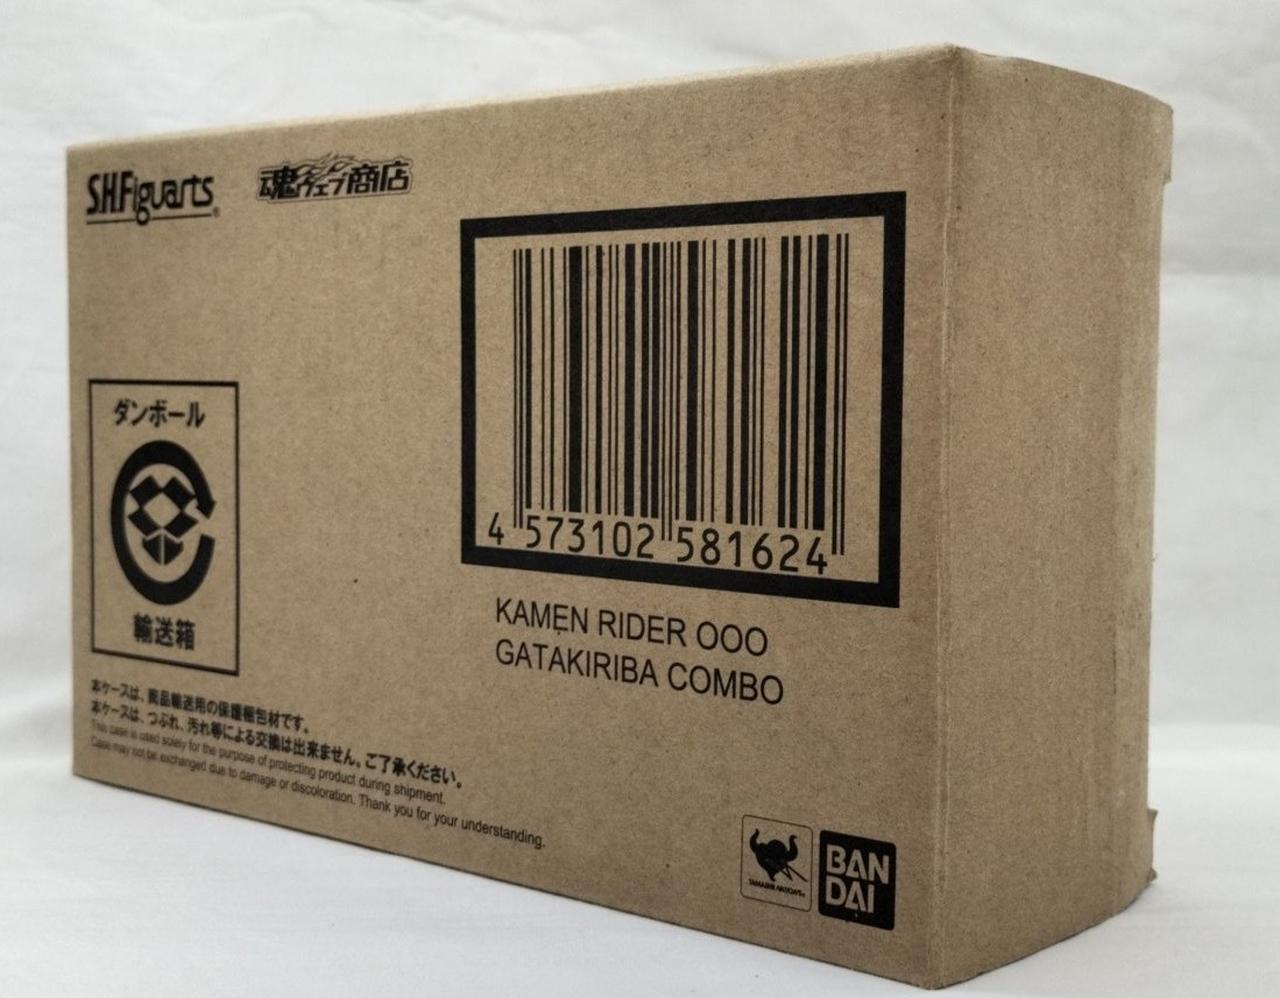 S.H.Figuarts
魂ウェブ商店
4 573102 581624
KAMEN RIDER OOO
GATAKIRIBA COMBO
ダンボール
輸送箱
本ケースは、商品輸送用の保護梱包材です。
本ケースは、つぶれ、汚れ等による交換は出来ません。ご了承ください。
This case is used solely for the purpose of protecting product during shipment.
Case may not be exchanged due to damage or discoloration. Thank you for your understanding.
TAMASHII NATIONS
BAN
DAI